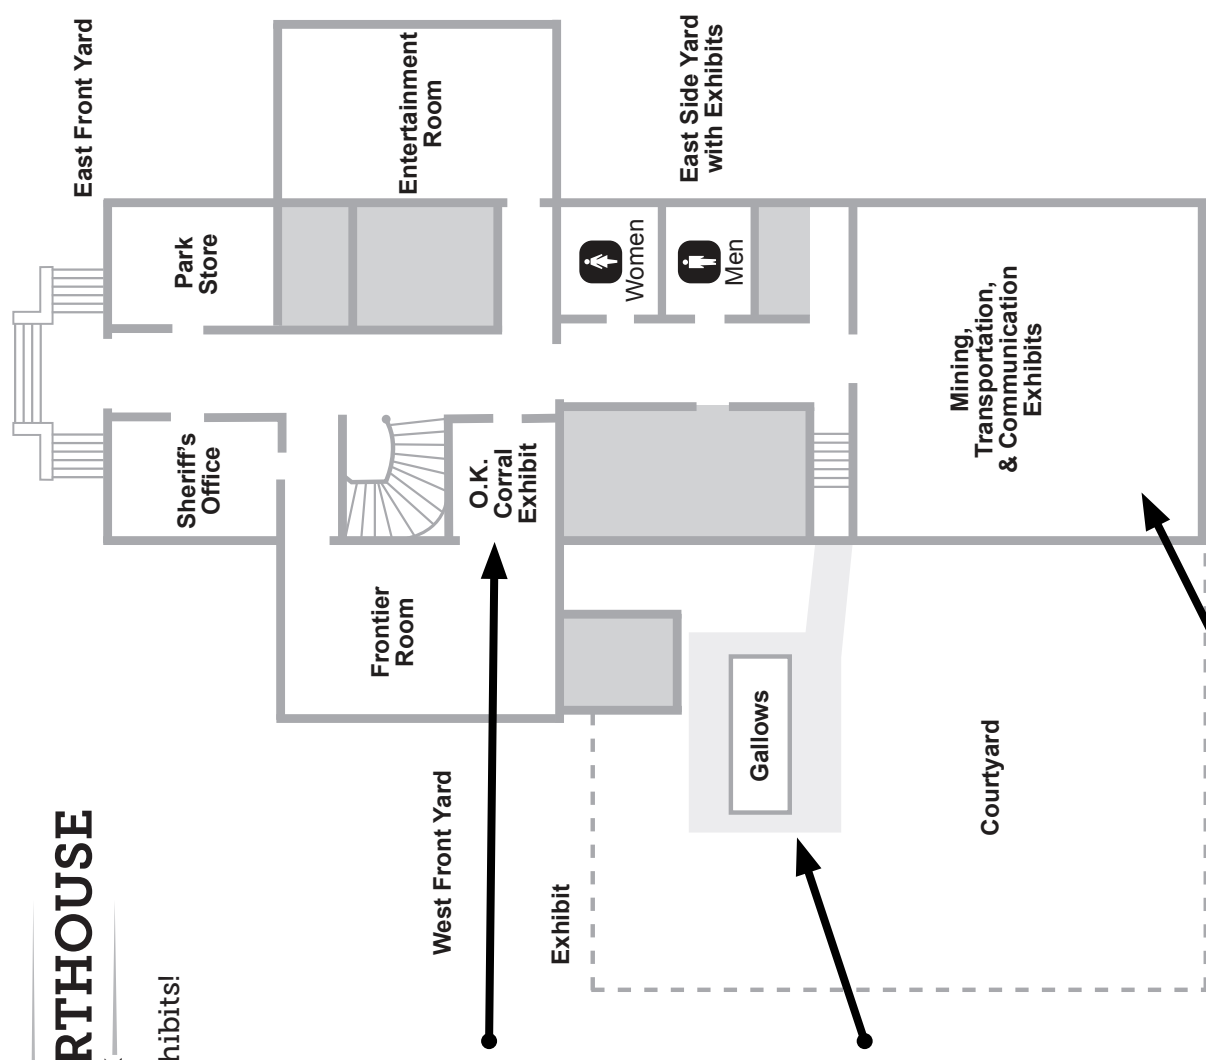 RTHOUSE
hibits!
East Front Yard
Park
Store
Sheriff's
Office
Entertainment
Room
Frontier
Room
West Front Yard
O.K.
Corral
Exhibit
Exhibit
Women
Men
East Side Yard
with Exhibits
Gallows
Mining,
Transportation,
& Communication
Exhibits
Courtyard